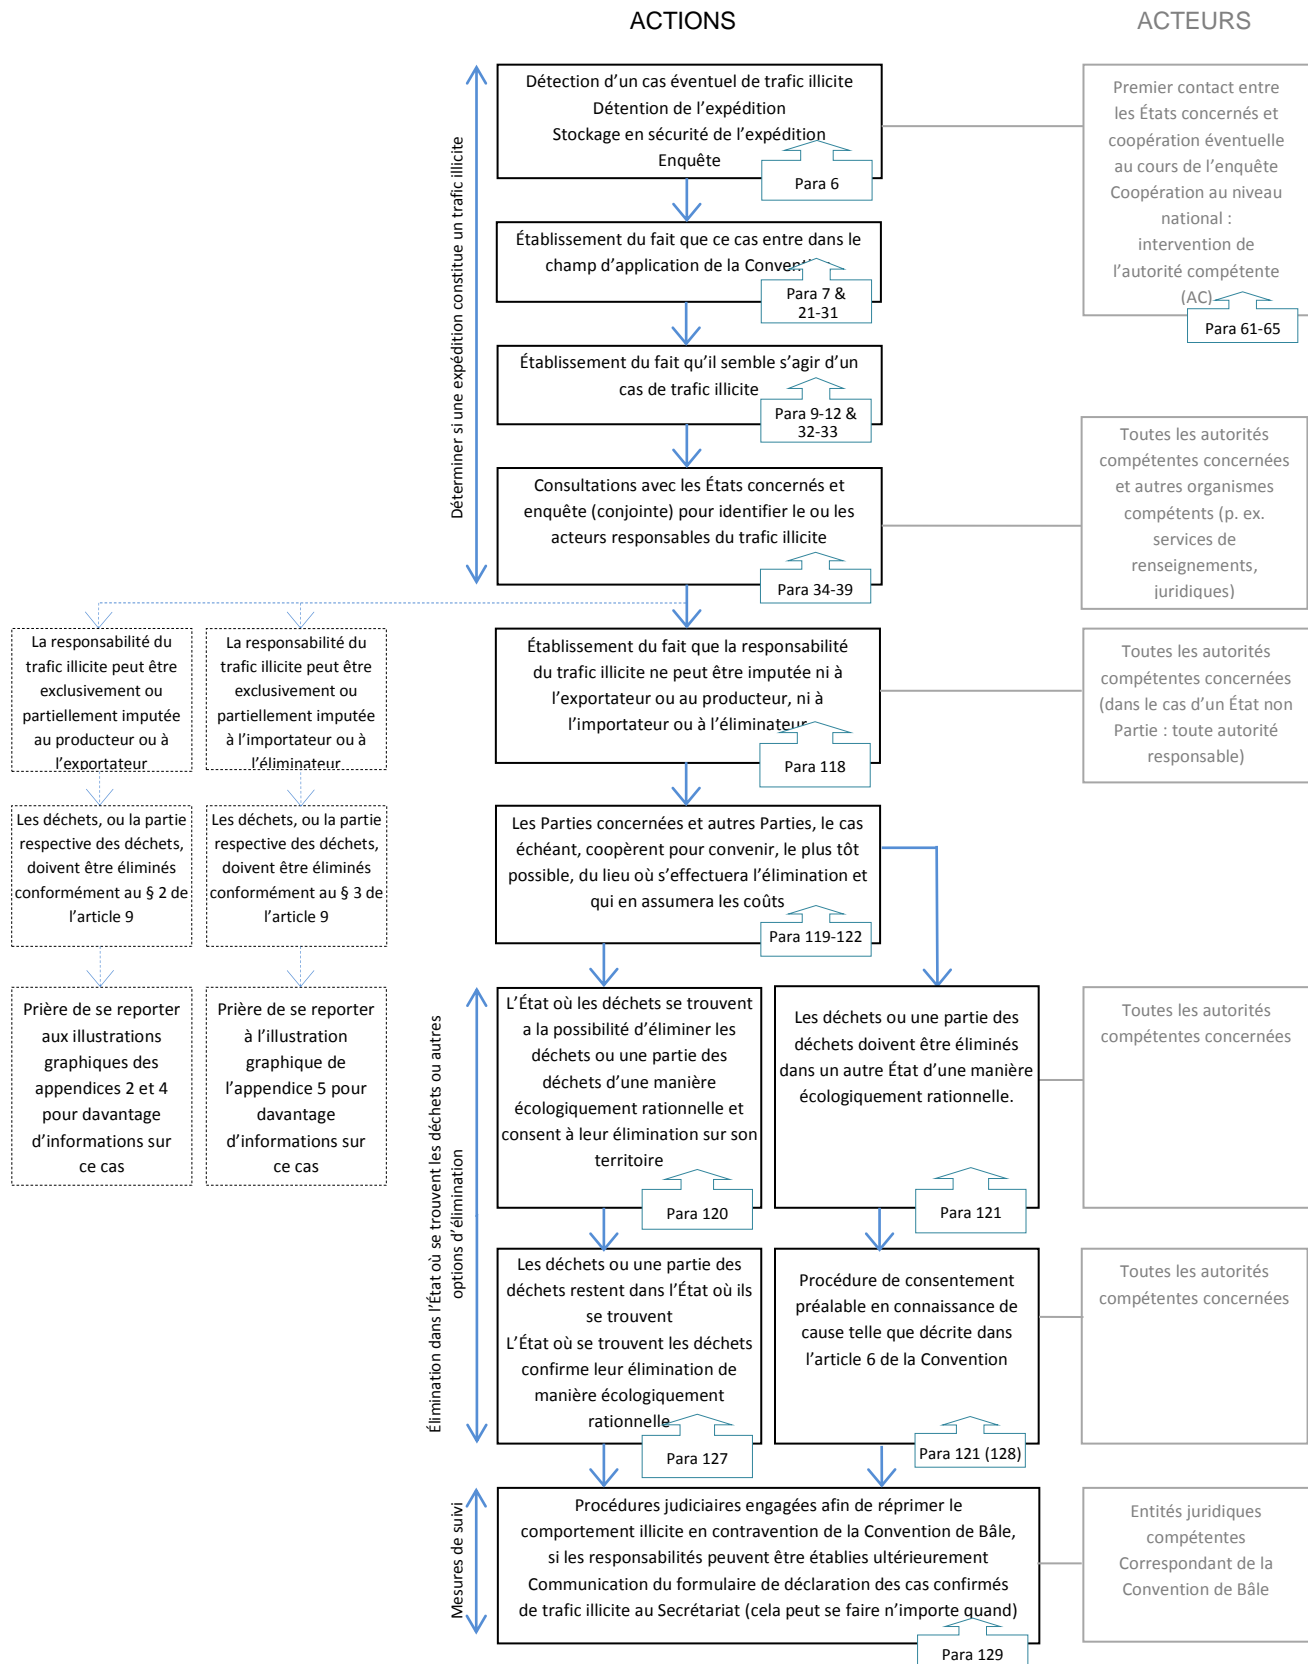 ACTIONS
ACTEURS
Déterminer si une expédition constitue un trafic illicite
Détection d’un cas éventuel de trafic illicite
Détention de l’expédition
Stockage en sécurité de l’expédition
Enquête
Para 6
Premier contact entre
les États concernés et
coopération éventuelle
au cours de l’enquête
Coopération au niveau
national :
intervention de
l’autorité compétente
(AC)
Para 61-65
Établissement du fait que ce cas entre dans le
champ d’application de la Convention
Para 7 &
21-31
Établissement du fait qu’il semble s’agir d’un
cas de trafic illicite
Para 9-12 &
32-33
Consultations avec les États concernés et
enquête (conjointe) pour identifier le ou les
acteurs responsables du trafic illicite
Para 34-39
Toutes les autorités
compétentes concernées
et autres organismes
compétents (p. ex.
services de
renseignements,
juridiques)
La responsabilité du
trafic illicite peut être
exclusivement ou
partiellement imputée
au producteur ou à
l’exportateur
La responsabilité du
trafic illicite peut être
exclusivement ou
partiellement imputée
à l’importateur ou à
l’éliminateur
Établissement du fait que la responsabilité
du trafic illicite ne peut être imputée ni à
l’exportateur ou au producteur, ni à
l’importateur ou à l’éliminateur
Para 118
Toutes les autorités
compétentes concernées
(dans le cas d’un État non
Partie : toute autorité
responsable)
Les déchets, ou la partie
respective des déchets,
doivent être éliminés
conformément au § 2 de
l’article 9
Les déchets, ou la partie
respective des déchets,
doivent être éliminés
conformément au § 3 de
l’article 9
Les Parties concernées et autres Parties, le cas
échéant, coopèrent pour convenir, le plus tôt
possible, du lieu où s’effectuera l’élimination et
qui en assumera les coûts
Para 119-122
Prière de se reporter
aux illustrations
graphiques des
appendices 2 et 4
pour davantage
d’informations sur
ce cas
Prière de se reporter
à l’illustration
graphique de
l’appendice 5 pour
davantage
d’informations sur
ce cas
Élimination dans l’État où se trouvent les déchets ou autres
options d’élimination
L’État où les déchets se trouvent
a la possibilité d’éliminer les
déchets ou une partie des
déchets d’une manière
écologiquement rationnelle et
consent à leur élimination sur son
territoire
Para 120
Les déchets ou une partie des
déchets doivent être éliminés
dans un autre État d’une manière
écologiquement rationnelle.
Para 121
Toutes les autorités
compétentes concernées
Les déchets ou une partie des
déchets restent dans l’État où ils
se trouvent
L’État où se trouvent les déchets
confirme leur élimination de
manière écologiquement
rationnelle
Para 127
Procédure de consentement
préalable en connaissance de
cause telle que décrite dans
l’article 6 de la Convention
Para 121 (128)
Toutes les autorités
compétentes concernées
Mesures de suivi
Procédures judiciaires engagées afin de réprimer le
comportement illicite en contravention de la Convention de Bâle,
si les responsabilités peuvent être établies ultérieurement
Communication du formulaire de déclaration des cas confirmés
de trafic illicite au Secrétariat (cela peut se faire n’importe quand)
Para 129
Entités juridiques
compétentes
Correspondant de la
Convention de Bâle